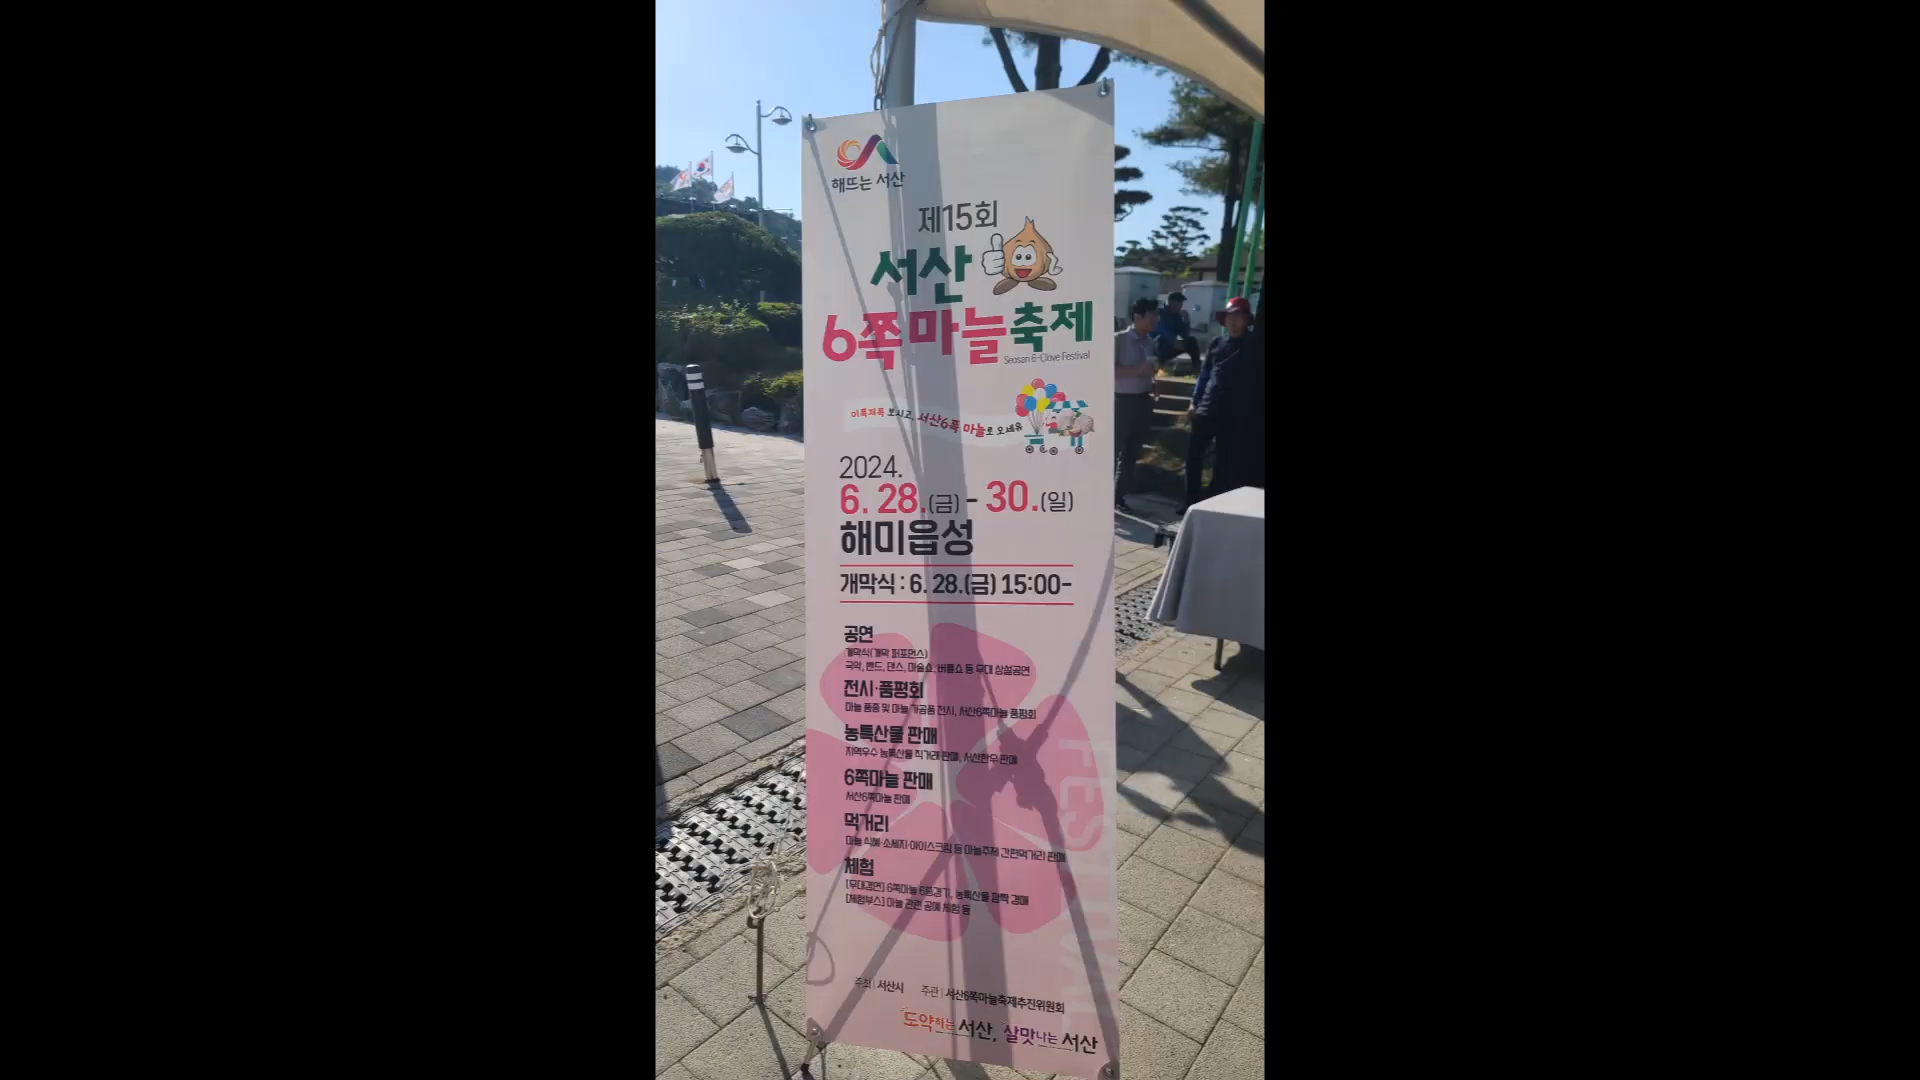 해뜨는 서산
제15회
서산
6쪽마늘축제
Seosan 6-Clove Festival
이쪽저쪽 보시고, 서산6쪽 마늘로 오세유
2024.
6. 28.(금) - 30.(일)
해미읍성
개막식 : 6. 28.(금) 15:00~
공연
개막식(개막 퍼포먼스)
국악, 밴드, 댄스, 마술쇼, 버블쇼 등 무대 상설공연
전시·품평회
마늘 품종 및 마늘 가공품 전시, 서산6쪽마늘 품평회
농특산물 판매
지역우수 농특산물 직거래 판매, 서산한우 판매
6쪽마늘 판매
서산6쪽마늘 판매
먹거리
마늘 식혜·소세지·아이스크림 등 마늘주제 간편먹거리 판매
체험
[무대경연] 6쪽마늘 6종경기, 농특산물 깜짝 경매
[체험부스] 마늘 관련 공예 체험 등
FESTIVAL
주최 | 서산시 주관 | 서산6쪽마늘축제추진위원회
도약하는 서산, 살맛나는 서산